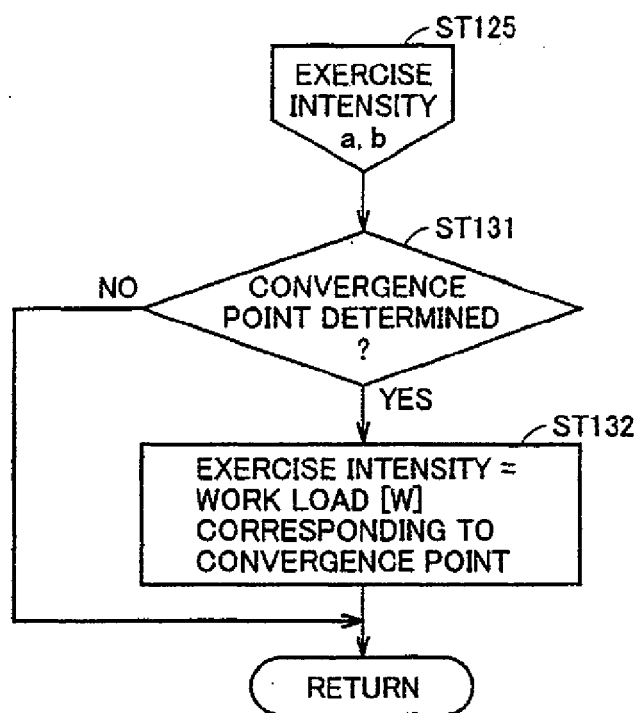 ST125
EXERCISE
INTENSITY
a, b
ST131
NO
CONVERGENCE
POINT DETERMINED
?
YES
ST132
EXERCISE INTENSITY =
WORK LOAD [W]
CORRESPONDING TO
CONVERGENCE POINT
RETURN